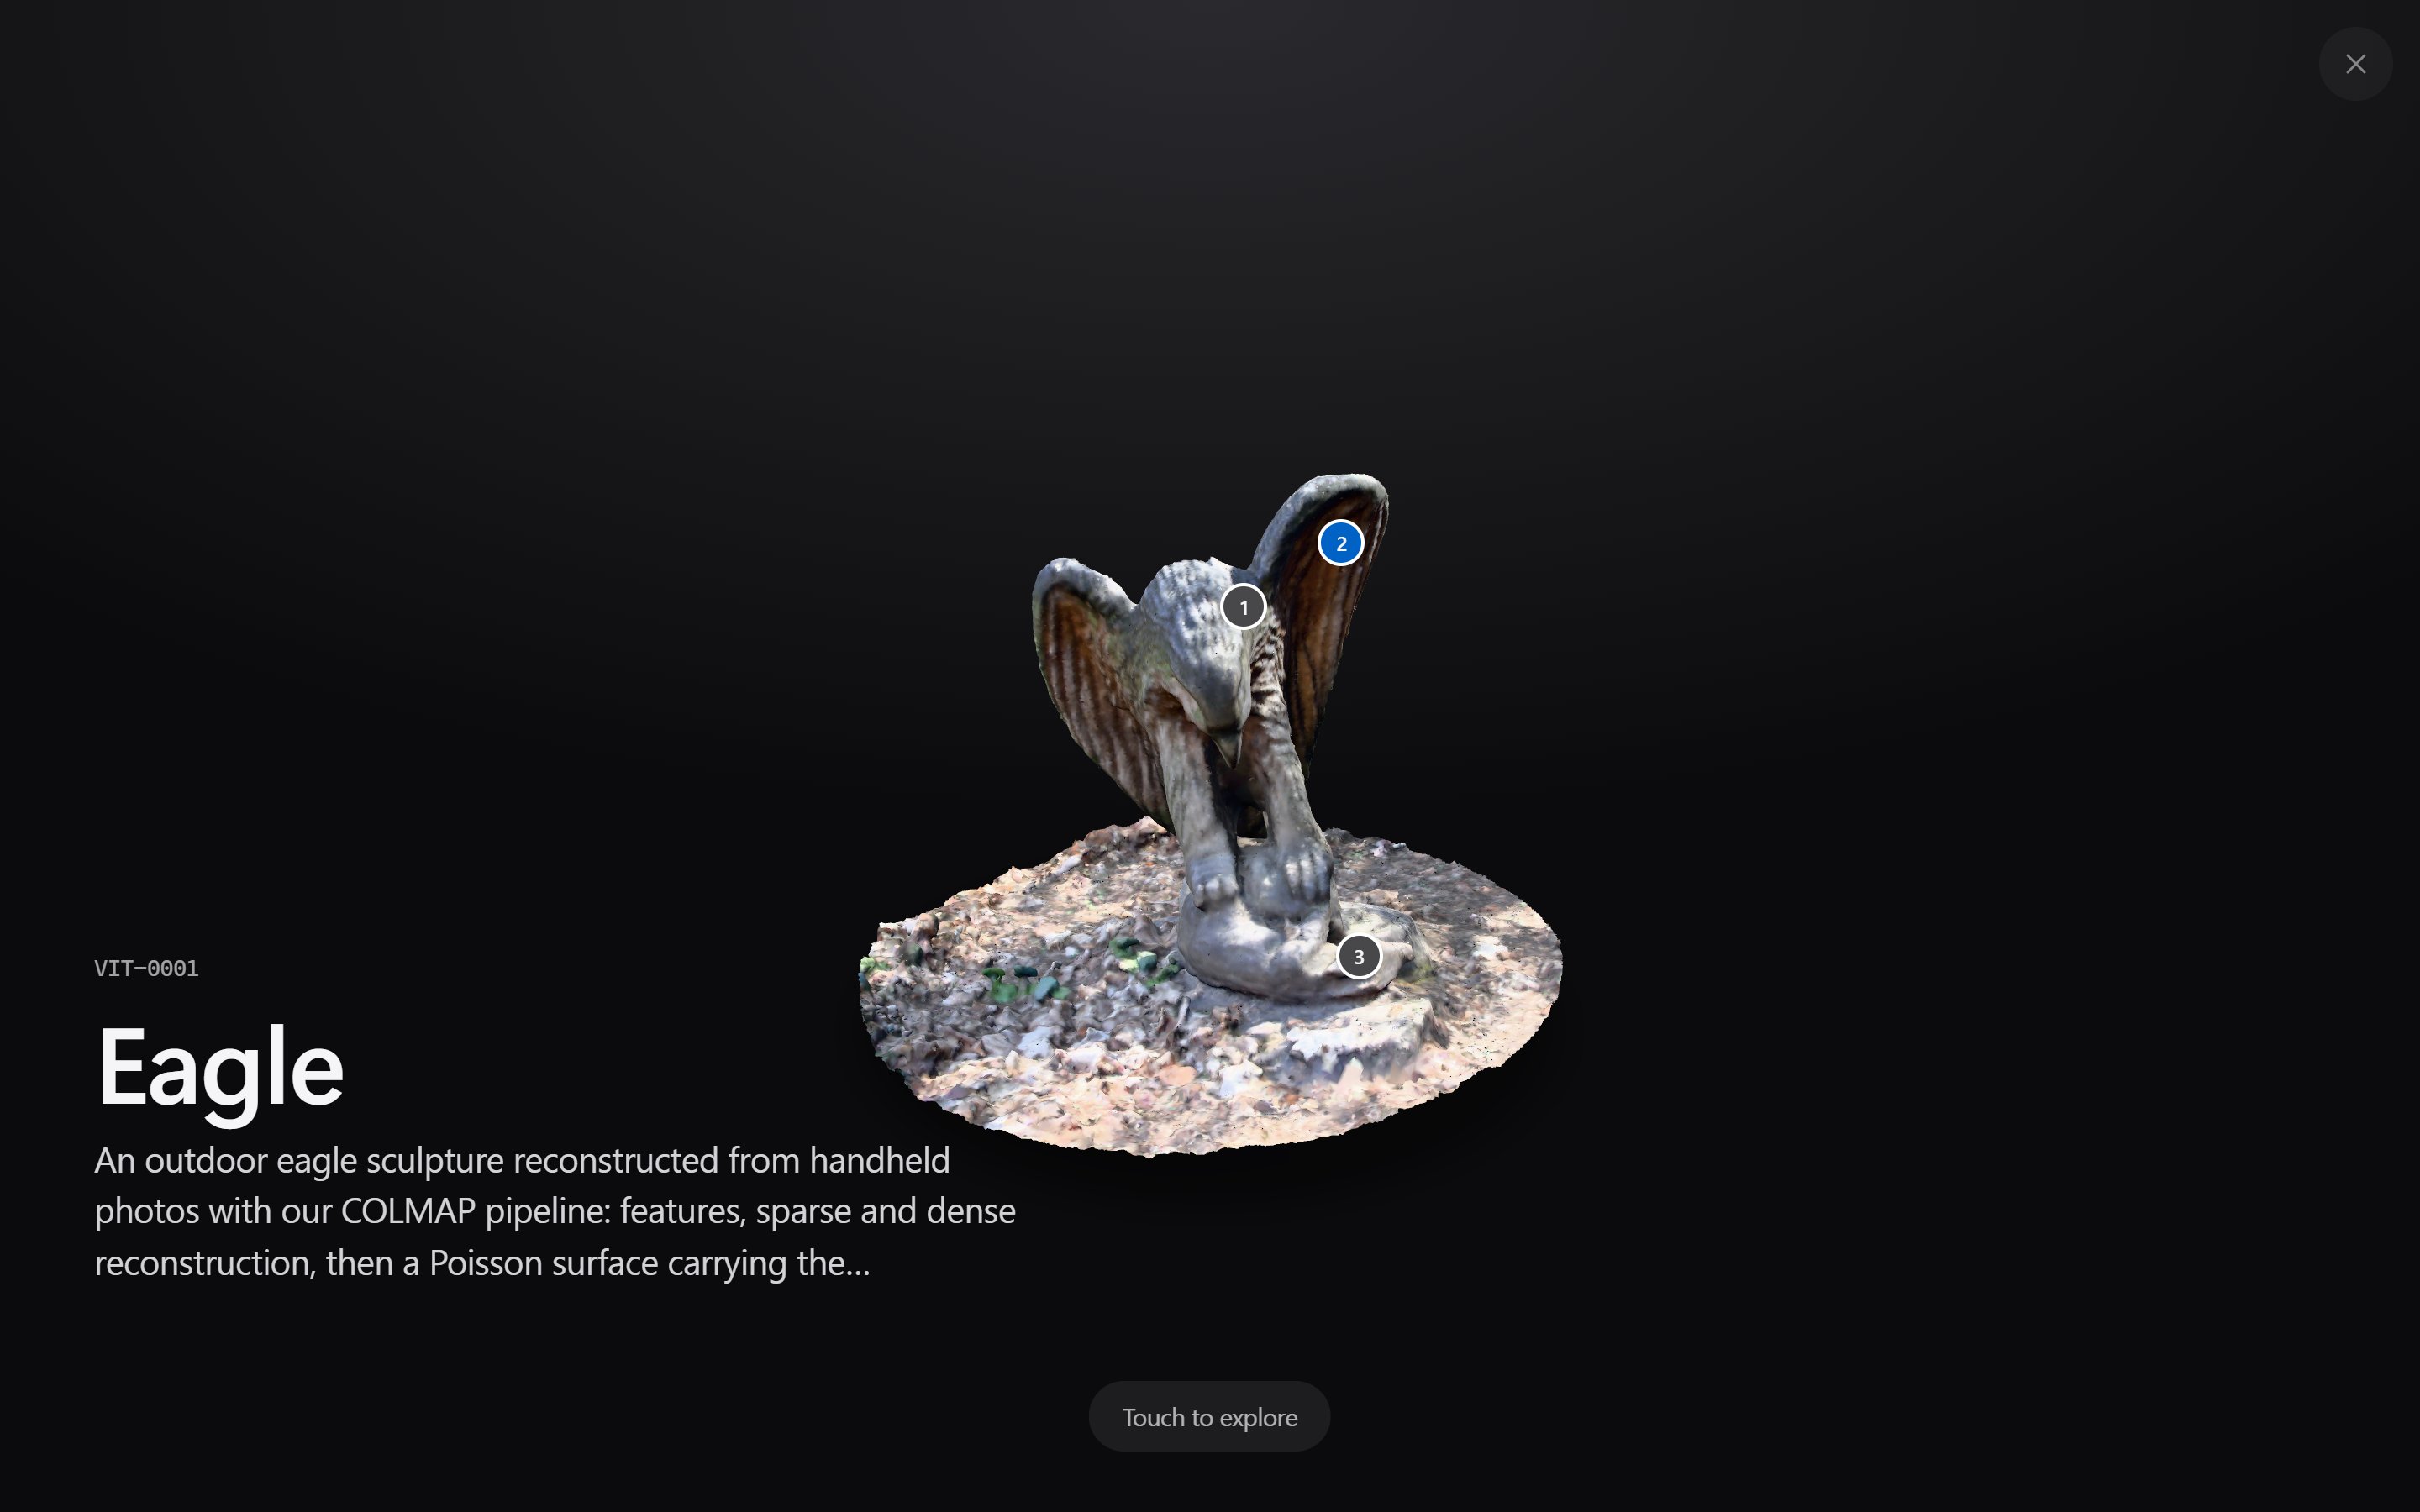 2
1
3
VIT-0001
Eagle
An outdoor eagle sculpture reconstructed from handheld
photos with our COLMAP pipeline: features, sparse and dense
reconstruction, then a Poisson surface carrying the...
Touch to explore